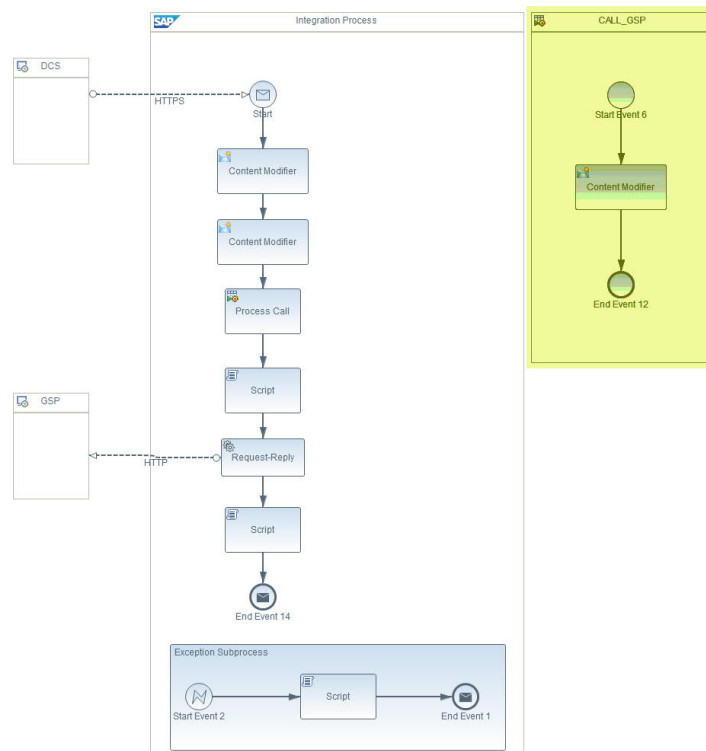 SAP
Integration Process
CALL_GSP
DCS
HTTPS
Start
Start Event 6
Content Modifier
Content Modifier
Content Modifier
Process Call
End Event 12
Script
GSP
HTTP
Request-Reply
Script
End Event 14
Exception Subprocess
Script
Start Event 2
End Event 1